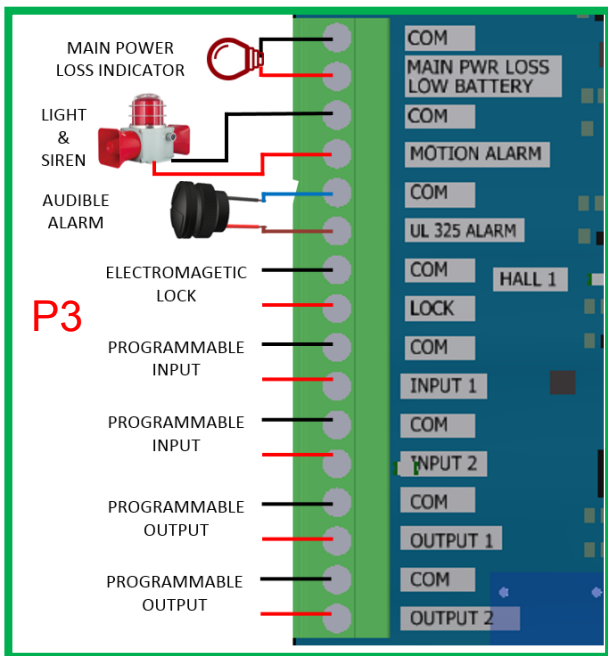 MAIN POWER
LOSS INDICATOR
COM
MAIN PWR LOSS
LOW BATTERY
LIGHT
&
SIREN
COM
MOTION ALARM
AUDIBLE
ALARM
COM
UL 325 ALARM
ELECTROMAGETIC
LOCK
COM
HALL 1
LOCK
P3
PROGRAMMABLE
INPUT
COM
INPUT 1
PROGRAMMABLE
INPUT
COM
INPUT 2
PROGRAMMABLE
OUTPUT
COM
OUTPUT 1
PROGRAMMABLE
OUTPUT
COM
OUTPUT 2